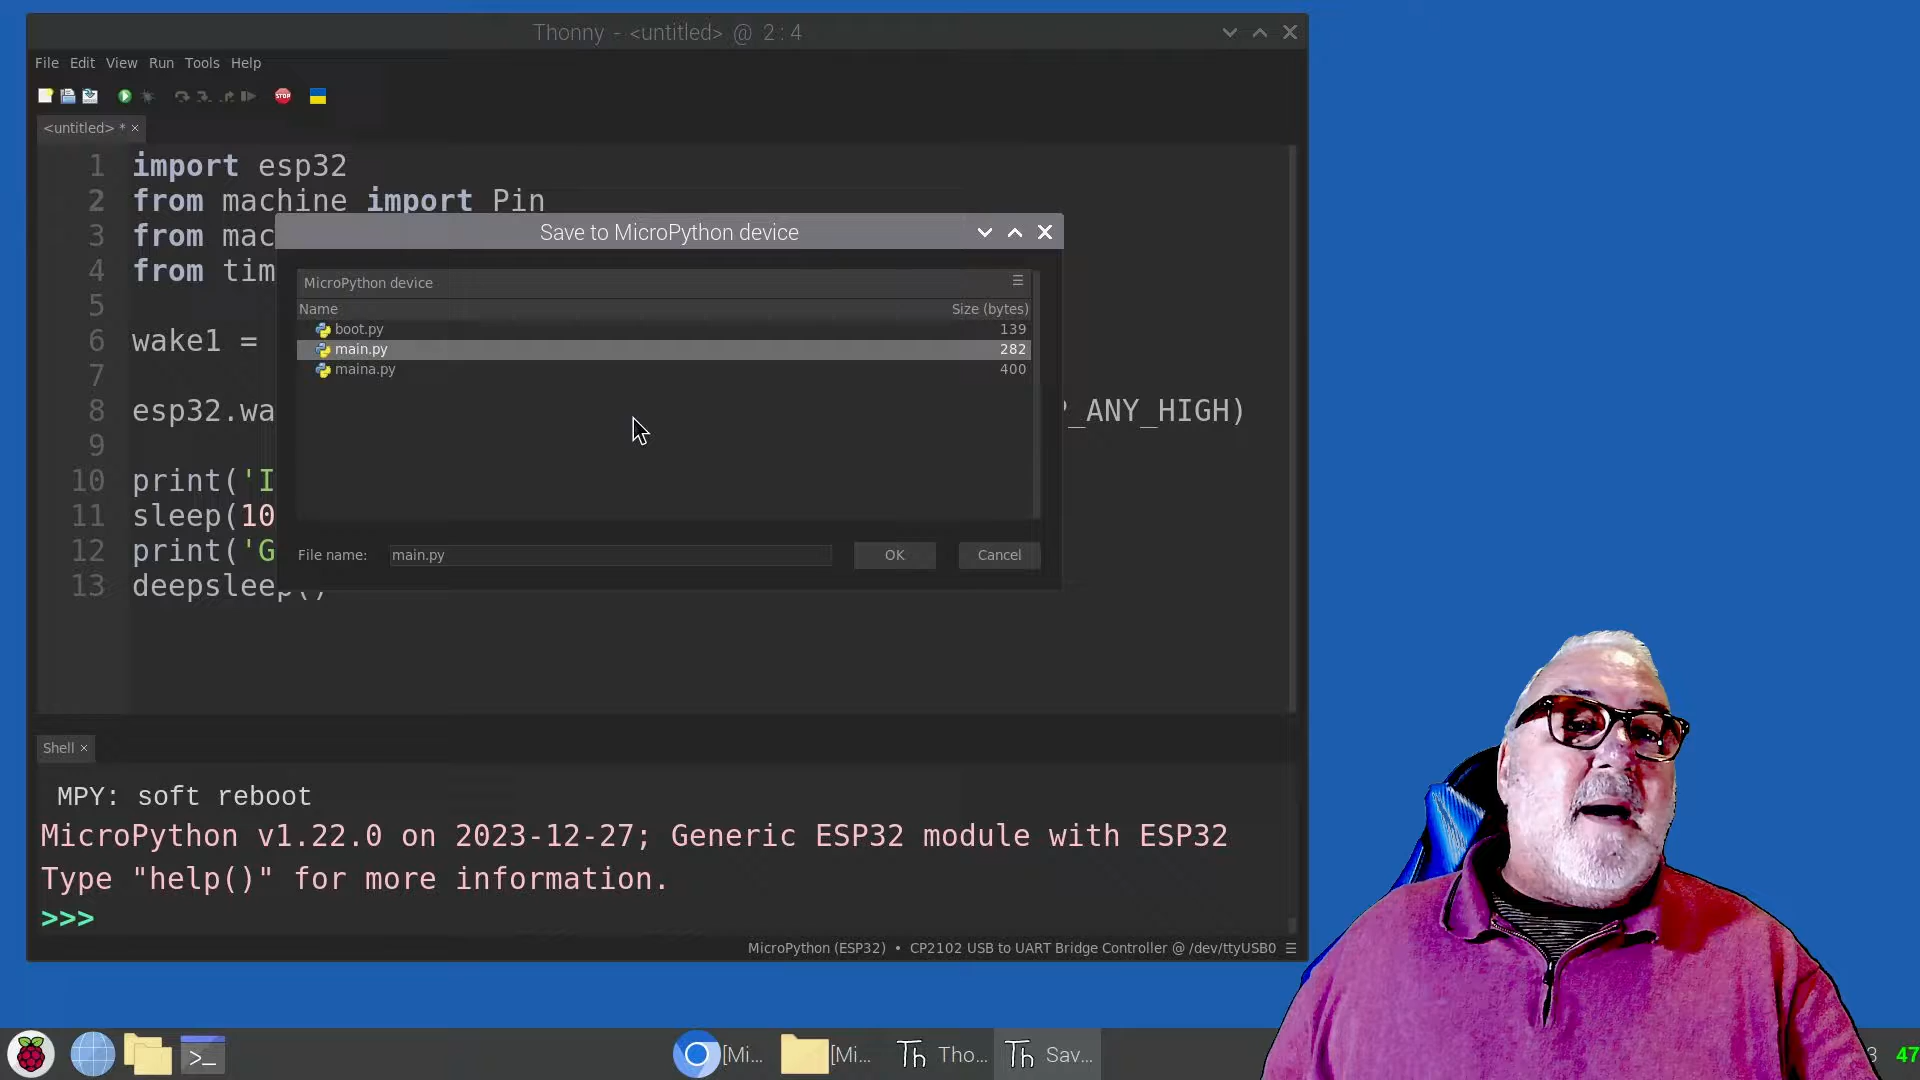 Thonny - <untitled> @ 2 : 4
File Edit View Run Tools Help
STOP
<untitled> *
1 import esp32
2 from machine import Pin
3 from mac
4 from tim
5
6 wake1 =
7
8 esp32.wa
_ANY_HIGH)
9
10 print('I
11 sleep(10
12 print('G
13 deepsleep()
Save to MicroPython device
MicroPython device
Name Size (bytes)
boot.py 139
main.py 282
maina.py 400
File name: main.py OK Cancel
Shell
MPY: soft reboot
MicroPython v1.22.0 on 2023-12-27; Generic ESP32 module with ESP32
Type "help()" for more information.
>>>
MicroPython (ESP32) • CP2102 USB to UART Bridge Controller @ /dev/ttyUSB0
>_ [Mi... [Mi... Th Tho... Th Sav... 3 47